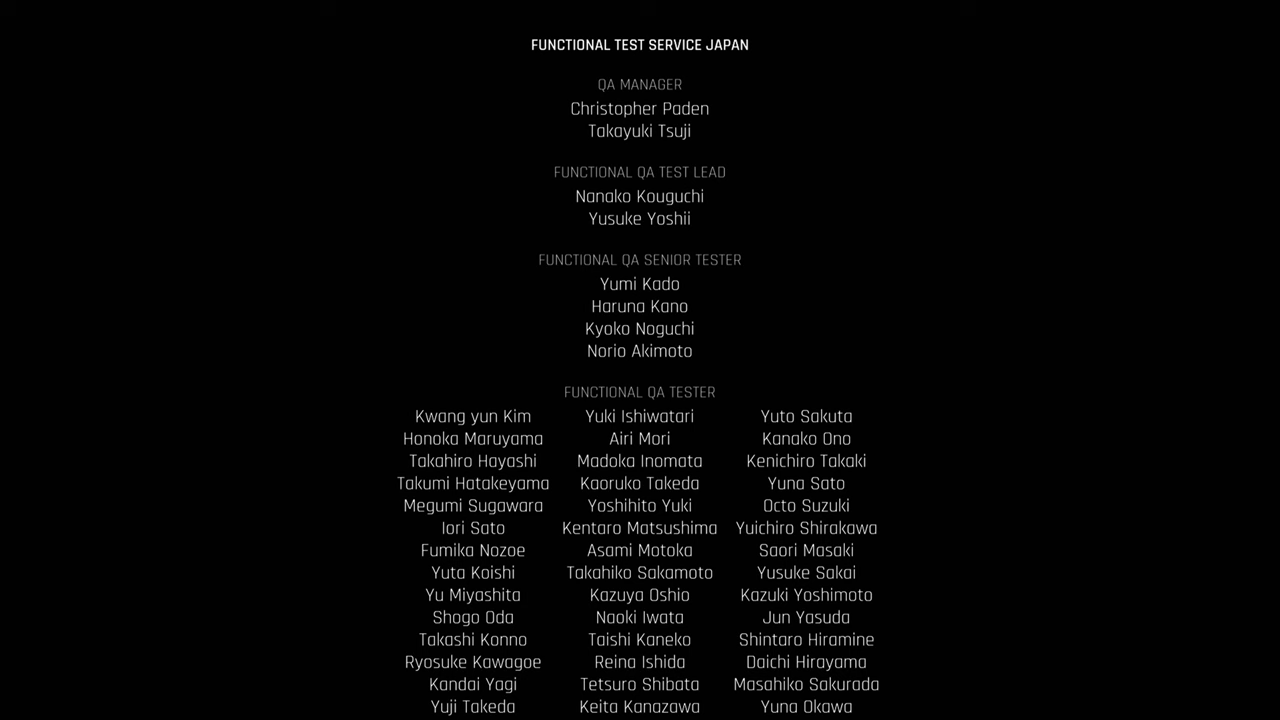 FUNCTIONAL TEST SERVICE JAPAN
QA MANAGER
Christopher Paden
Takayuki Tsuji
FUNCTIONAL QA TEST LEAD
Nanako Kouguchi
Yusuke Yoshii
FUNCTIONAL QA SENIOR TESTER
Yumi Kado
Haruna Kano
Kyoko Noguchi
Norio Akimoto
FUNCTIONAL QA TESTER
Kwang yun Kim Yuki Ishiwatari Yuto Sakuta
Honoka Maruyama Airi Mori Kanako Ono
Takahiro Hayashi Madoka Inomata Kenichiro Takaki
Takumi Hatakeyama Kaoruko Takeda Yuna Sato
Megumi Sugawara Yoshihito Yuki Octo Suzuki
Iori Sato Kentaro Matsushima Yuichiro Shirakawa
Fumika Nozoe Asami Motoka Saori Masaki
Yuta Koishi Takahiko Sakamoto Yusuke Sakai
Yu Miyashita Kazuya Oshio Kazuki Yoshimoto
Shogo Oda Naoki Iwata Jun Yasuda
Takashi Konno Taishi Kaneko Shintaro Hiramine
Ryosuke Kawagoe Reina Ishida Daichi Hirayama
Kandai Yagi Tetsuro Shibata Masahiko Sakurada
Yuji Takeda Keita Kanazawa Yuna Okawa